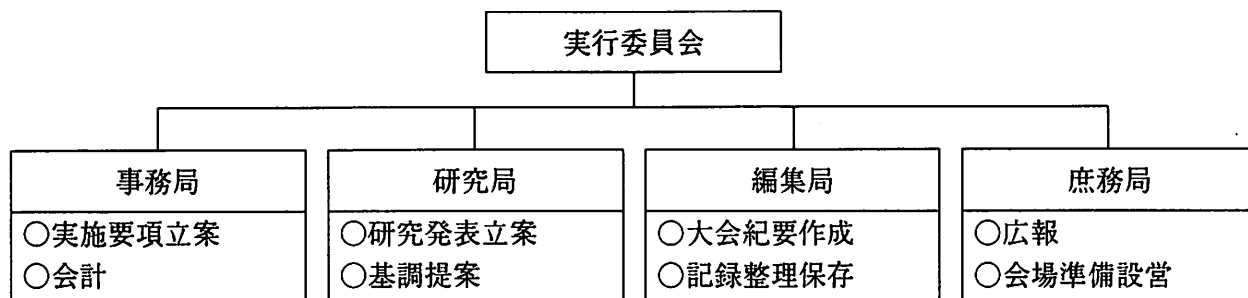 実行委員会
事務局
○実施要項立案
○会計
研究局
○研究発表立案
○基調提案
編集局
○大会紀要作成
○記録整理保存
庶務局
○広報
○会場準備設営